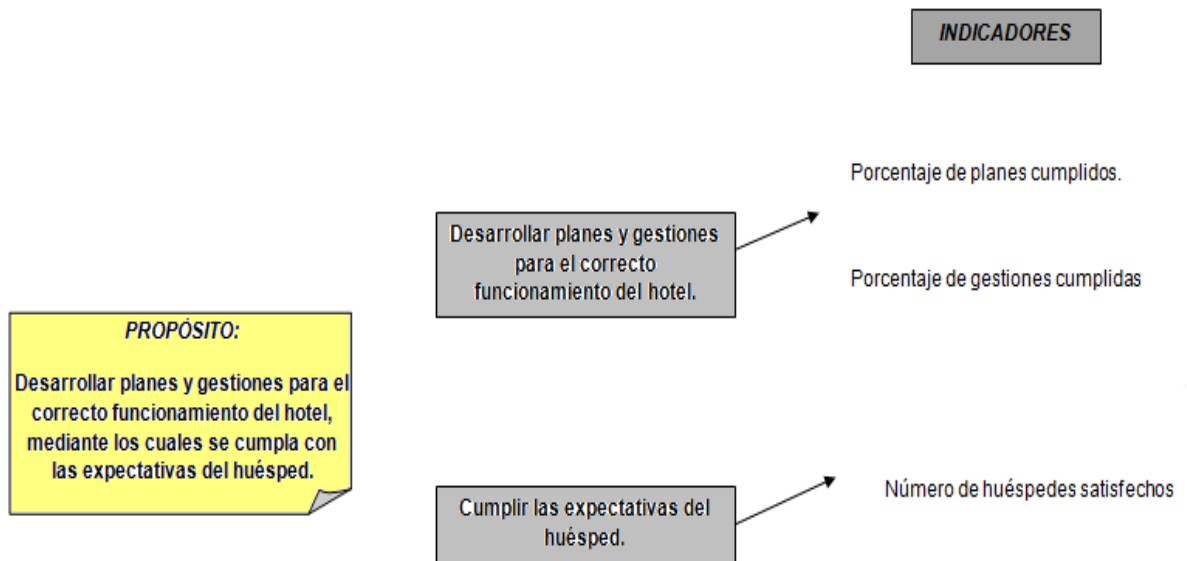 INDICADORES
Porcentaje de planes cumplidos.
Desarrollar planes y gestiones
para el correcto
funcionamiento del hotel.
Porcentaje de gestiones cumplidas
PROPÓSITO:
Desarrollar planes y gestiones para el
correcto funcionamiento del hotel,
mediante los cuales se cumpla con
las expectativas del huésped.
Cumplir las expectativas del
huésped.
Número de huéspedes satisfechos